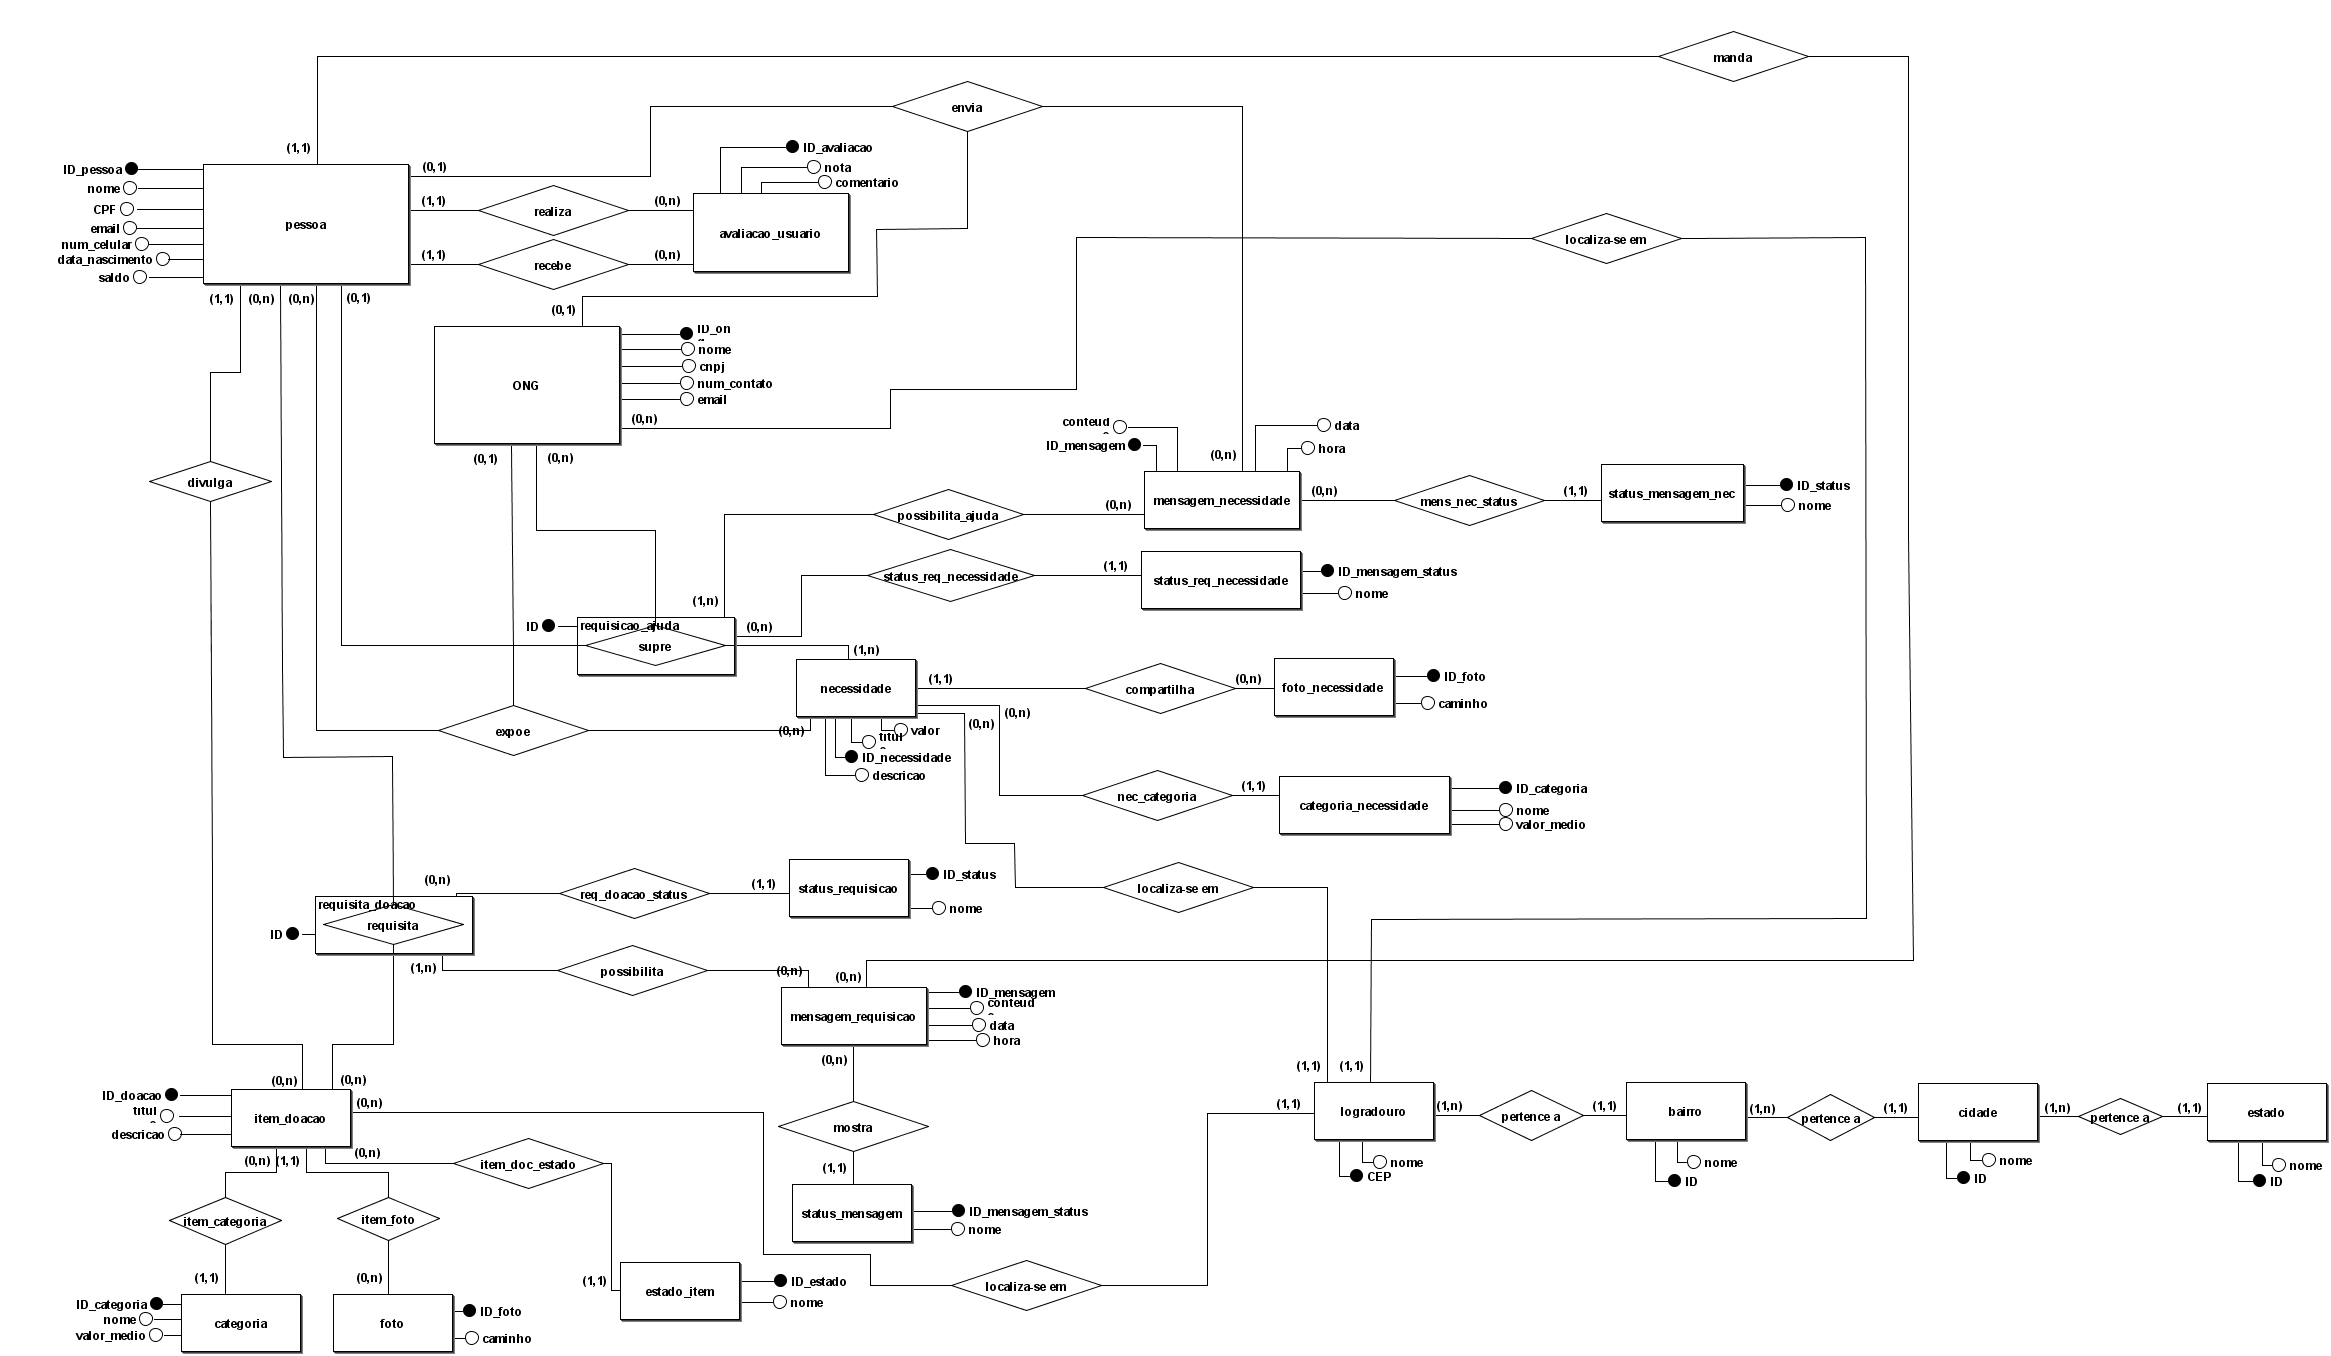 manda
envia
(1,1)
ID_pessoa
nome
CPF
email
num_celular
data_nascimento
saldo
pessoa
(0,1)
(1,1)
realiza
(0,n)
(1,1)
recebe
(0,n)
ID_avaliacao
nota
comentario
avaliacao_usuario
localiza-se em
(1,1)
(0,n)
(0,n)
(0,1)
(0,1)
ONG
ID_on
nome
cnpj
num_contato
email
(0,n)
(0,1)
(0,n)
divulga
conteud
ID_mensagem
(0,n)
data
hora
mensagem_necessidade
(0,n)
mens_nec_status
(1,1)
status_mensagem_nec
ID_status
nome
possibilita_ajuda
(0,n)
status_req_necessidade
(1,1)
status_req_necessidade
ID_mensagem_status
nome
(1,n)
ID
requisicao_ajuda
supre
(0,n)
(1,n)
necessidade
(1,1)
compartilha
(0,n)
foto_necessidade
ID_foto
caminho
(0,n)
(0,n)
expoe
(0,n)
valor
titul
ID_necessidade
descricao
nec_categoria
(1,1)
categoria_necessidade
ID_categoria
nome
valor_medio
localiza-se em
(0,n)
req_doacao_status
(1,1)
status_requisicao
ID_status
nome
requisita_doacao
requisita
ID
(1,n)
possibilita
(0,n)
(0,n)
mensagem_requisicao
ID_mensagem
conteud
data
hora
(0,n)
mostra
(1,1)
status_mensagem
ID_mensagem_status
nome
(0,n)
(0,n)
ID_doacao
titul
descricao
item_doacao
(0,n)
(0,n)
(1,1)
(0,n)
item_doc_estado
(1,1)
estado_item
ID_estado
nome
item_categoria
item_foto
(1,1)
(0,n)
ID_categoria
nome
valor_medio
categoria
foto
ID_foto
caminho
localiza-se em
(1,1)
(1,1)
(1,1)
logradouro
nome
CEP
(1,n)
pertence a
(1,1)
bairro
nome
ID
(1,n)
pertence a
(1,1)
cidade
nome
ID
(1,n)
pertence a
(1,1)
estado
nome
ID